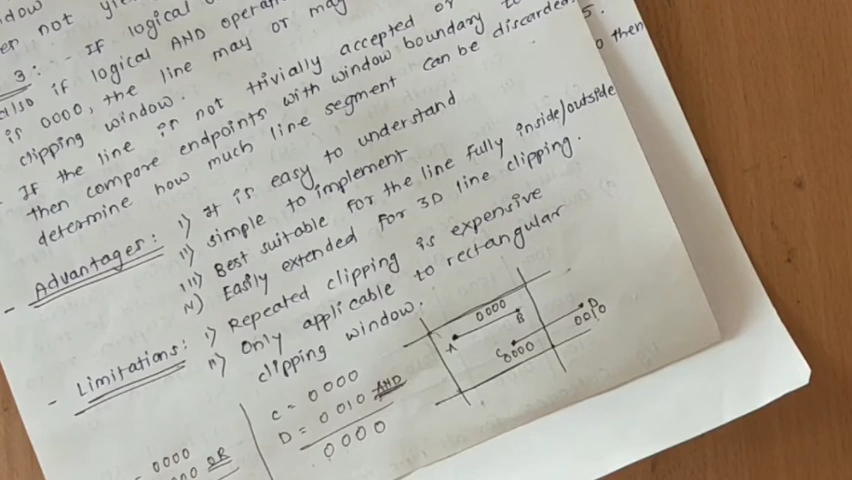 ndow
er not yie
3 : - If logical
also if logical AND operati
is 0000, the line may or may
clipping window.
- If the line is not trivially accepted or
then compare endpoints with window boundary to
determine how much line segment can be discarded.
5.
then
- Advantages : i) It is easy to understand
ii) simple to implement
iii) Best suitable for the line fully inside/outside
iv) Easily extended for 3D line clipping.
- Limitations : i) Repeated clipping is expensive
ii) Only applicable to rectangular
clipping window.
0000
A
B
C
0000
D
0010
C = 0000
D = 0010 AND
0000
= 0000
OR